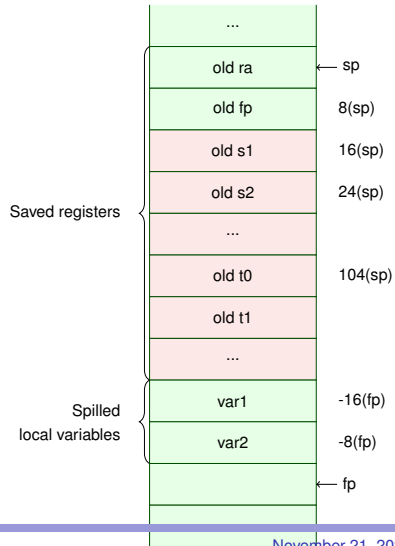 ...
old ra
sp
old fp
8(sp)
old s1
16(sp)
old s2
24(sp)
Saved registers
...
old t0
104(sp)
old t1
...
var1
-16(fp)
Spilled
local variables
var2
-8(fp)
fp
November 21, 20